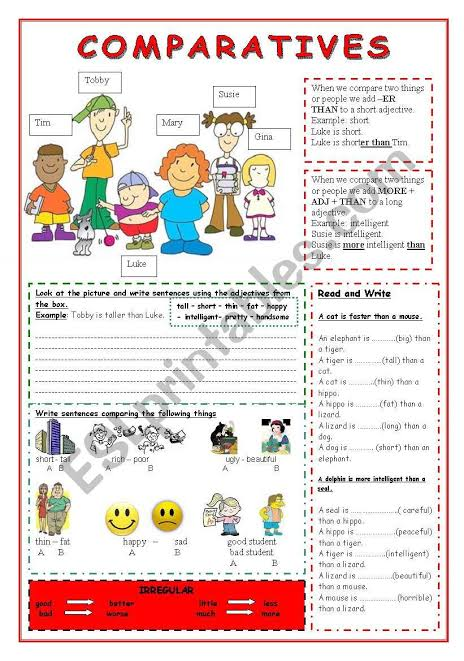 COMPARATIVES
Tobby
Susie
Tim
Mary
Gina
Luke
When we compare two things
or people we add –ER
THAN to a short adjective.
Example: short
Luke is short.
Luke is shorter than Tim.
When we compare two things
or people we add MORE +
ADJ + THAN to a long
adjective.
Example: intelligent
Susie is intelligent.
Susie is more intelligent than
Luke.
Look at the picture and write sentences using the adjectives from
the box.
Example: Tobby is taller than Luke.
tall – short – thin – fat – happy
– intelligent– pretty – handsome
Write sentences comparing the following things
short - tall
A B
rich – poor
A B
ugly - beautiful
A B
thin – fat
A B
happy – sad
A B
good student
bad student
A B
IRREGULAR
good better little less
bad worse much more
Read and Write
A cat is faster than a mouse.
An elephant is ...........(big) than
a tiger.
A tiger is ............(tall) than a
cat.
A cat is ............(thin) than a
hippo.
A hippo is ...........(fat) than a
lizard.
A lizard is .........(long) than a
dog.
A dog is ............ (short) than an
elephant.
A dolphin is more intelligent than a
seal.
A seal is ..................( careful)
than a hippo.
A hippo is ...............(peaceful)
than a tiger.
A tiger is .............(intelligent)
than a lizard.
A lizard is ............(beautiful)
than a mouse.
A mouse is ..............(horrible)
than a lizard.
ESLprintables.com